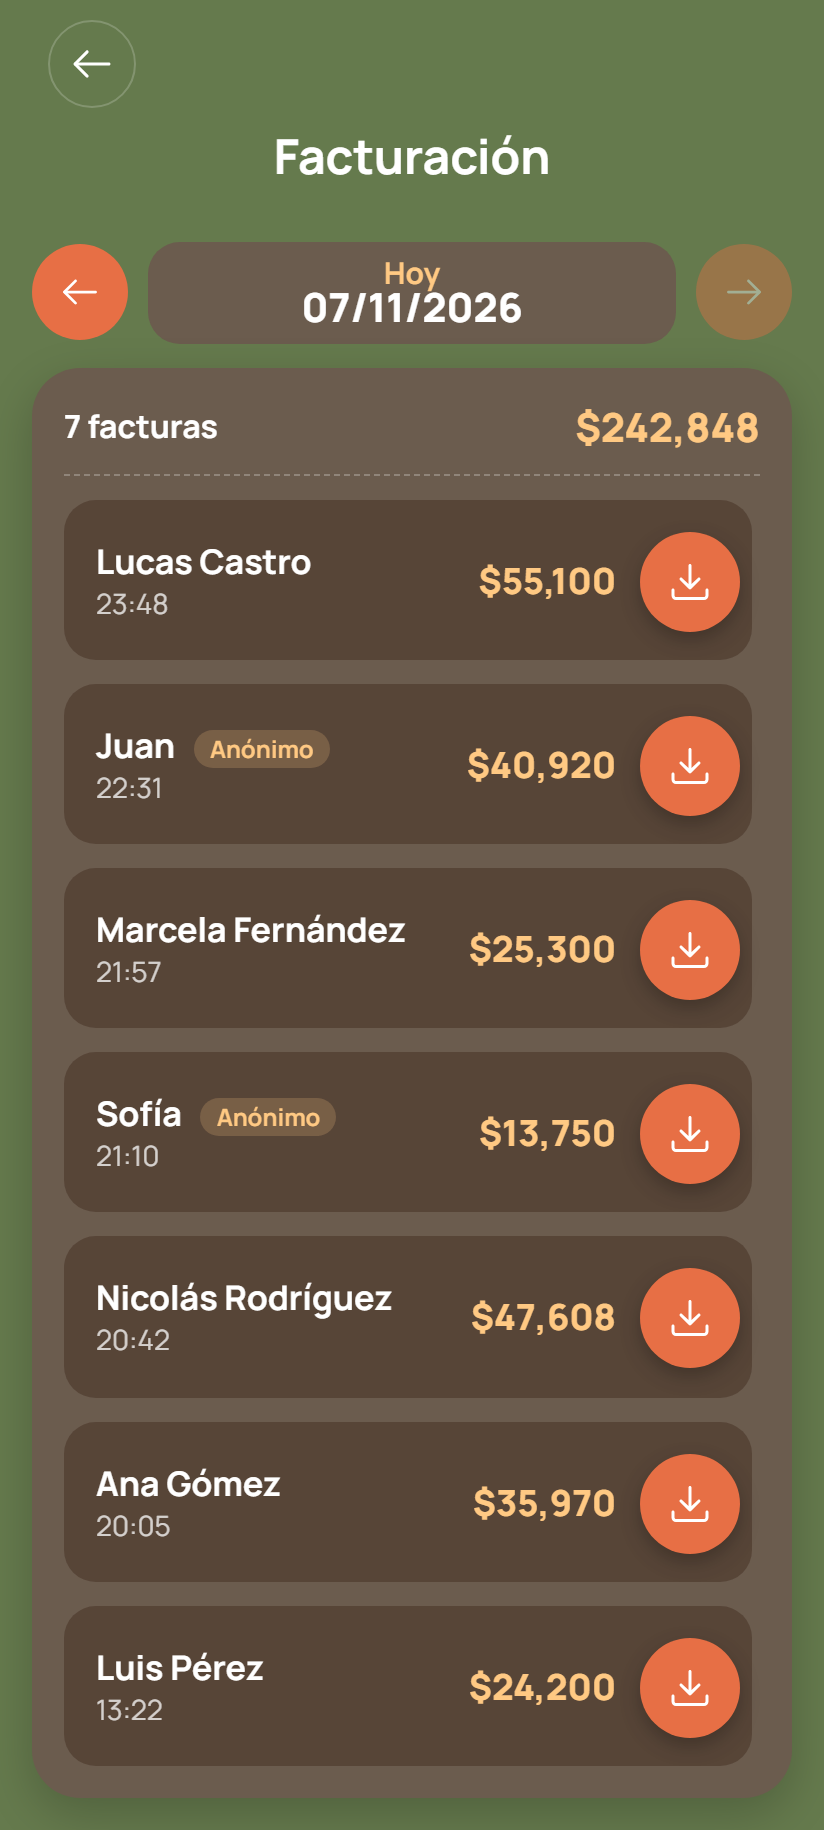 Facturación
Hoy
07/11/2026
7 facturas $242,848
Lucas Castro
23:48
$55,100
Juan Anónimo
22:31
$40,920
Marcela Fernández
21:57
$25,300
Sofía Anónimo
21:10
$13,750
Nicolás Rodríguez
20:42
$47,608
Ana Gómez
20:05
$35,970
Luis Pérez
13:22
$24,200